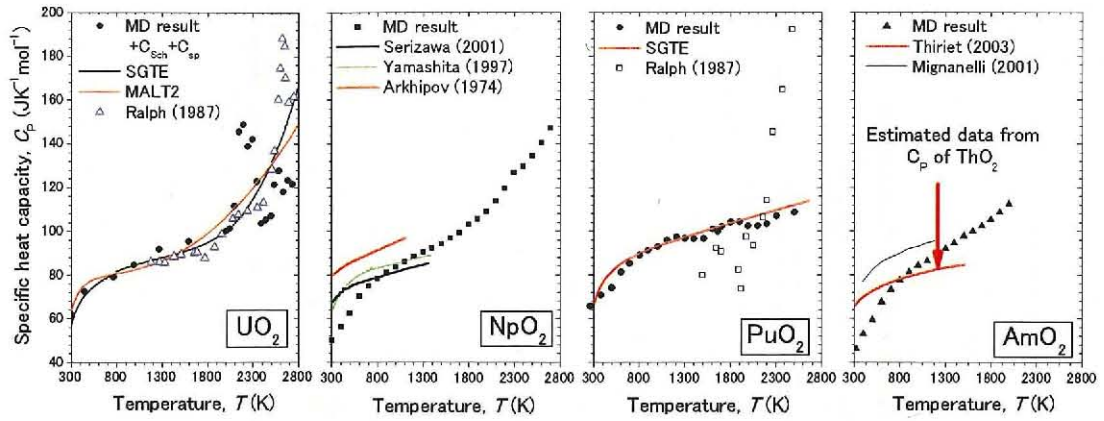 Specific heat capacity, Cₚ (JK⁻¹mol⁻¹)
200
180
160
140
120
100
80
60
40
MD result
+C_Sch+C_sp
SGTE
MALT2
Ralph (1987)
UO₂
300 800 1300 1800 2300 2800
Temperature, T(K)
MD result
Serizawa (2001)
Yamashita (1997)
Arkhipov (1974)
NpO₂
300 800 1300 1800 2300 2800
Temperature, T(K)
MD result
SGTE
Ralph (1987)
PuO₂
300 800 1300 1800 2300 2800
Temperature, T(K)
MD result
Thiriet (2003)
Mignanelli (2001)
Estimated data from
Cₚ of ThO₂
AmO₂
300 800 1300 1800 2300 2800
Temperature, T(K)